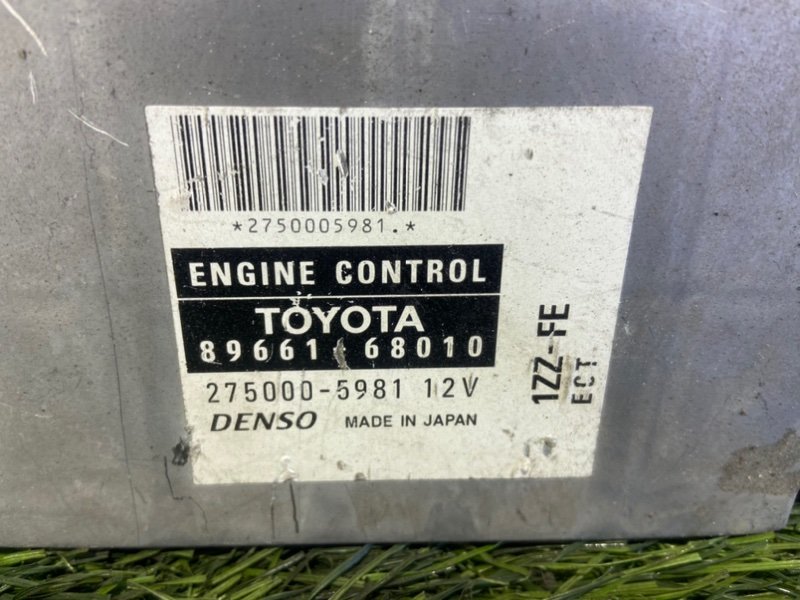 *2750005981.*
ENGINE CONTROL
TOYOTA
89661 68010
275000-5981 12V
DENSO MADE IN JAPAN
1ZZ-FE
ECT